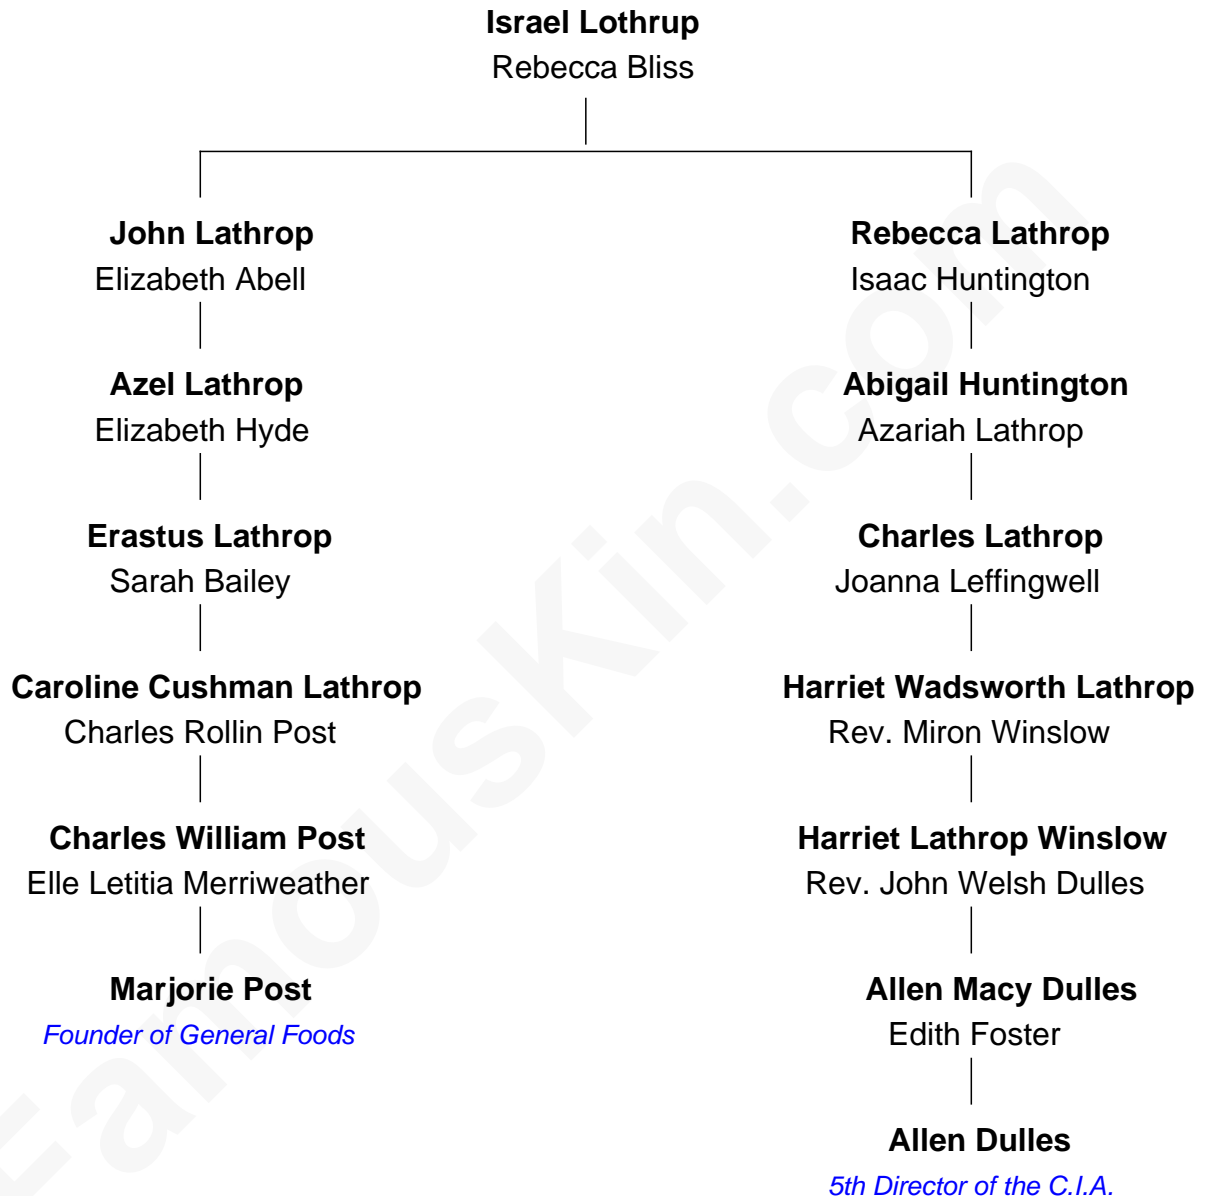 Israel Lothrup
Rebecca Bliss
John Lathrop
Elizabeth Abell
Rebecca Lathrop
Isaac Huntington
Azel Lathrop
Elizabeth Hyde
Abigail Huntington
Azariah Lathrop
Erastus Lathrop
Sarah Bailey
Charles Lathrop
Joanna Leffingwell
Caroline Cushman Lathrop
Charles Rollin Post
Harriet Wadsworth Lathrop
Rev. Miron Winslow
Charles William Post
Elle Letitia Merriweather
Harriet Lathrop Winslow
Rev. John Welsh Dulles
Marjorie Post
Founder of General Foods
Allen Macy Dulles
Edith Foster
Allen Dulles
5th Director of the C.I.A.
FamousKin.com